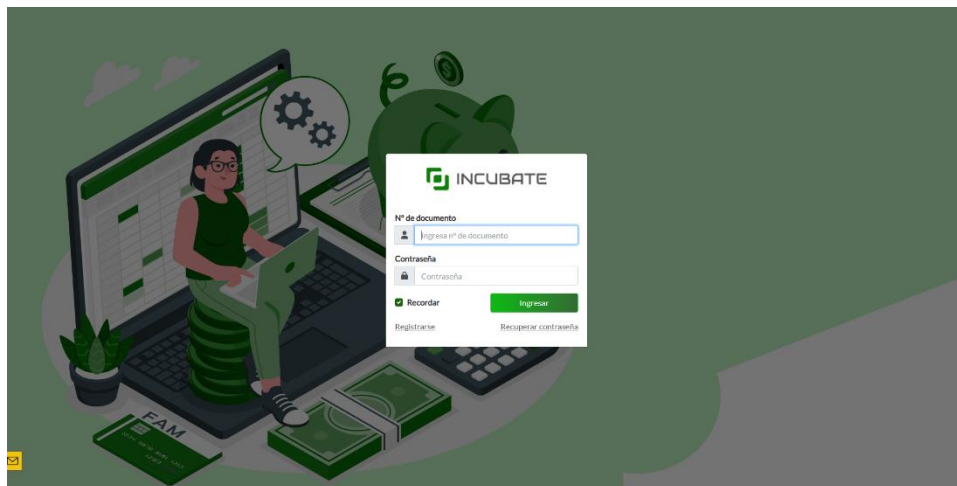 INCUBATE
N° de documento
Ingresa n° de documento
Contraseña
Contraseña
Recordar
Ingresar
Registrarse
Recuperar contraseña
FAM